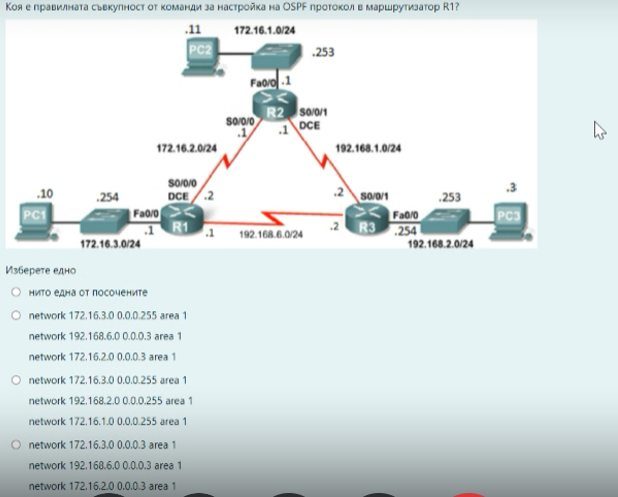 Коя е правилната съвкупност от команди за настройка на OSPF протокол в маршрутизатор R1?
.11 172.16.1.0/24
PC2
.253
Fa0/0 .1
R2 S0/0/1
S0/0/0 DCE
.1 .1
172.16.2.0/24 192.168.1.0/24
S0/0/0
DCE .2
.2 S0/0/1
.10 .254 .253 .3
PC1 Fa0/0 Fa0/0 PC3
.1 R1 .1 192.168.6.0/24 .2 R3 .254
172.16.3.0/24 192.168.2.0/24
Изберете едно
нито една от посочените
network 172.16.3.0 0.0.0.255 area 1
network 192.168.6.0 0.0.0.3 area 1
network 172.16.2.0 0.0.0.3 area 1
network 172.16.3.0 0.0.0.255 area 1
network 192.168.2.0 0.0.0.255 area 1
network 172.16.1.0 0.0.0.255 area 1
network 172.16.3.0 0.0.0.3 area 1
network 192.168.6.0 0.0.0.3 area 1
network 172.16.2.0 0.0.0.3 area 1